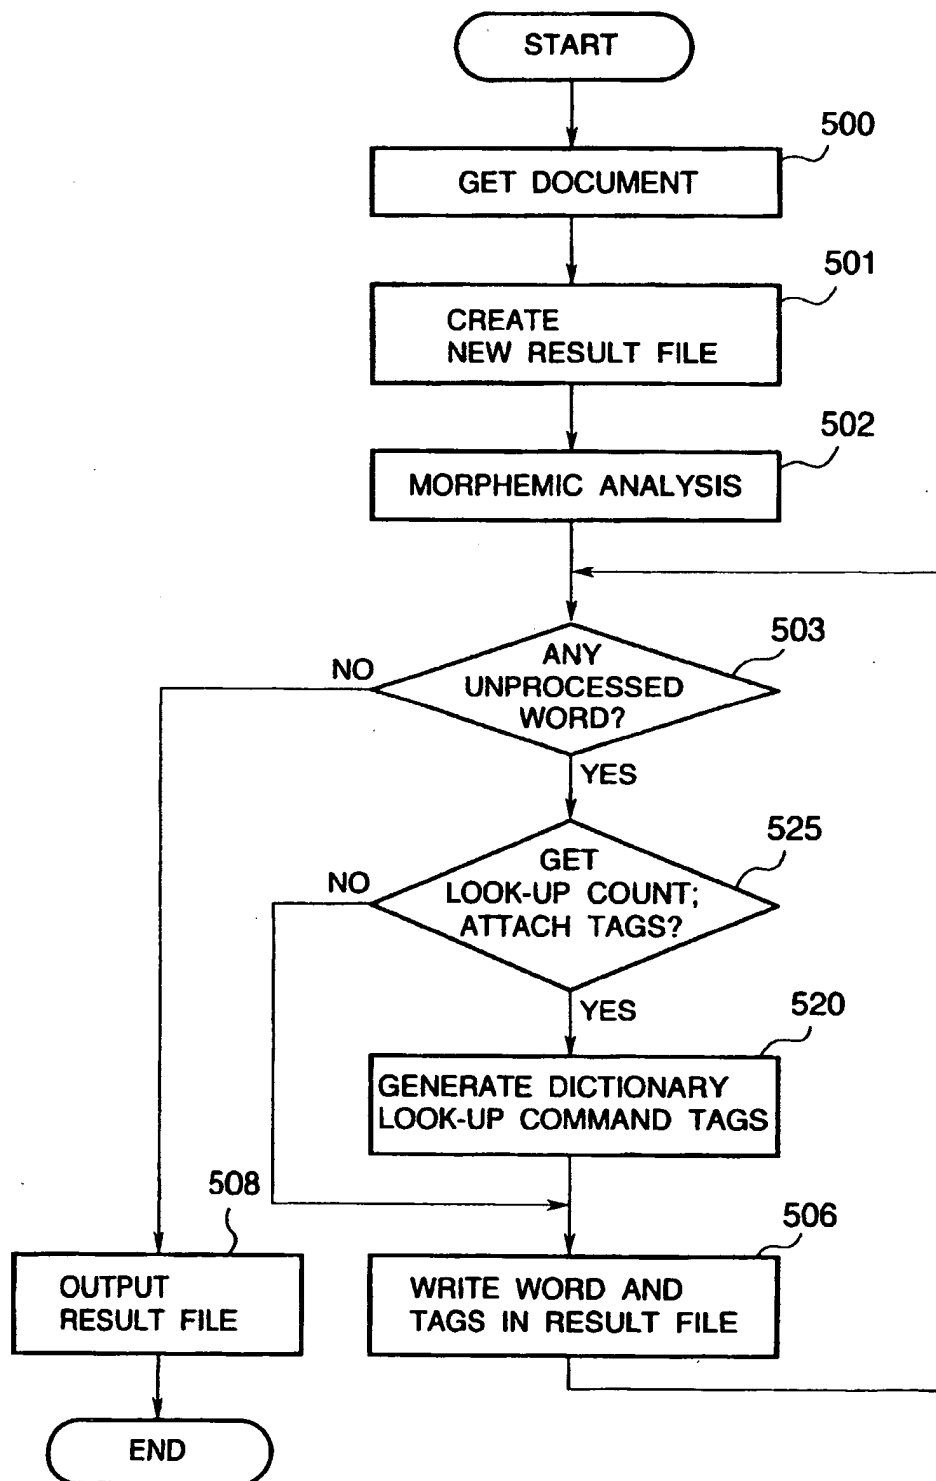 START
500
GET DOCUMENT
501
CREATE
NEW RESULT FILE
502
MORPHEMIC ANALYSIS
503
NO
ANY
UNPROCESSED
WORD?
YES
525
NO
GET
LOOK-UP COUNT;
ATTACH TAGS?
YES
520
GENERATE DICTIONARY
LOOK-UP COMMAND TAGS
508
506
OUTPUT
RESULT FILE
WRITE WORD AND
TAGS IN RESULT FILE
END